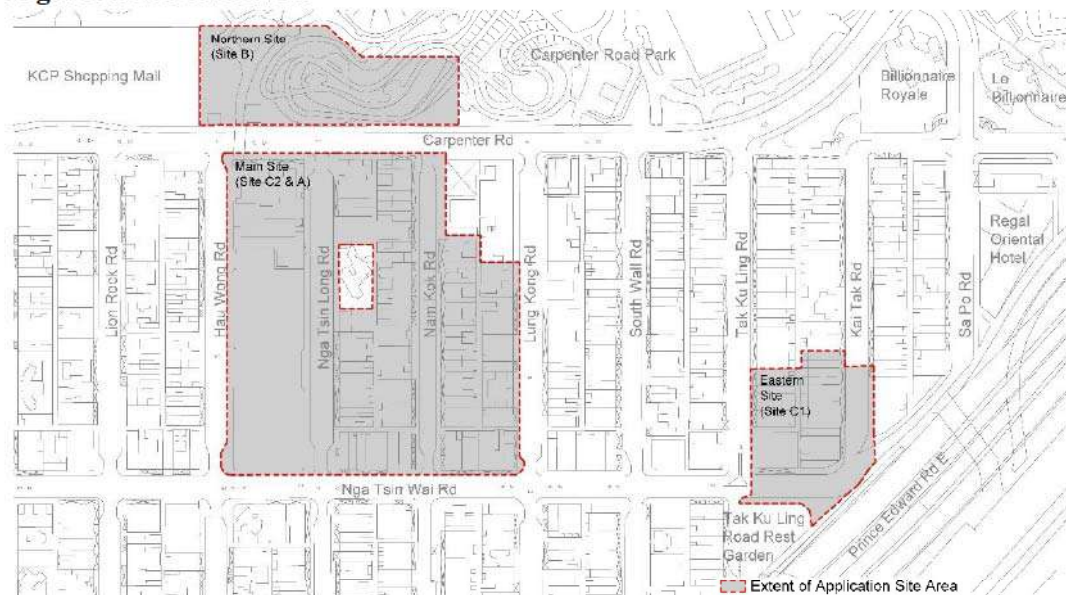 Northern Site
(Site B)
KCP Shopping Mall
Carpenter Road Park
Billionnaire
Royale
Le
Billionnaire
Carpenter Rd
Main Site
(Site C2 & A)
Lion Rock Rd
Hau Wong Rd
Nga Tsin Long Rd
Nam Kok Rd
Lung Kong Rd
South Wall Rd
Tak Ku Ling Rd
Kai Tak Rd
Sa Po Rd
Regal
Oriental
Hotel
Eastern
Site
(Site C1)
Nga Tsin Wai Rd
Tak Ku Ling
Road Rest
Garden
Prince Edward Rd E
Extent of Application Site Area